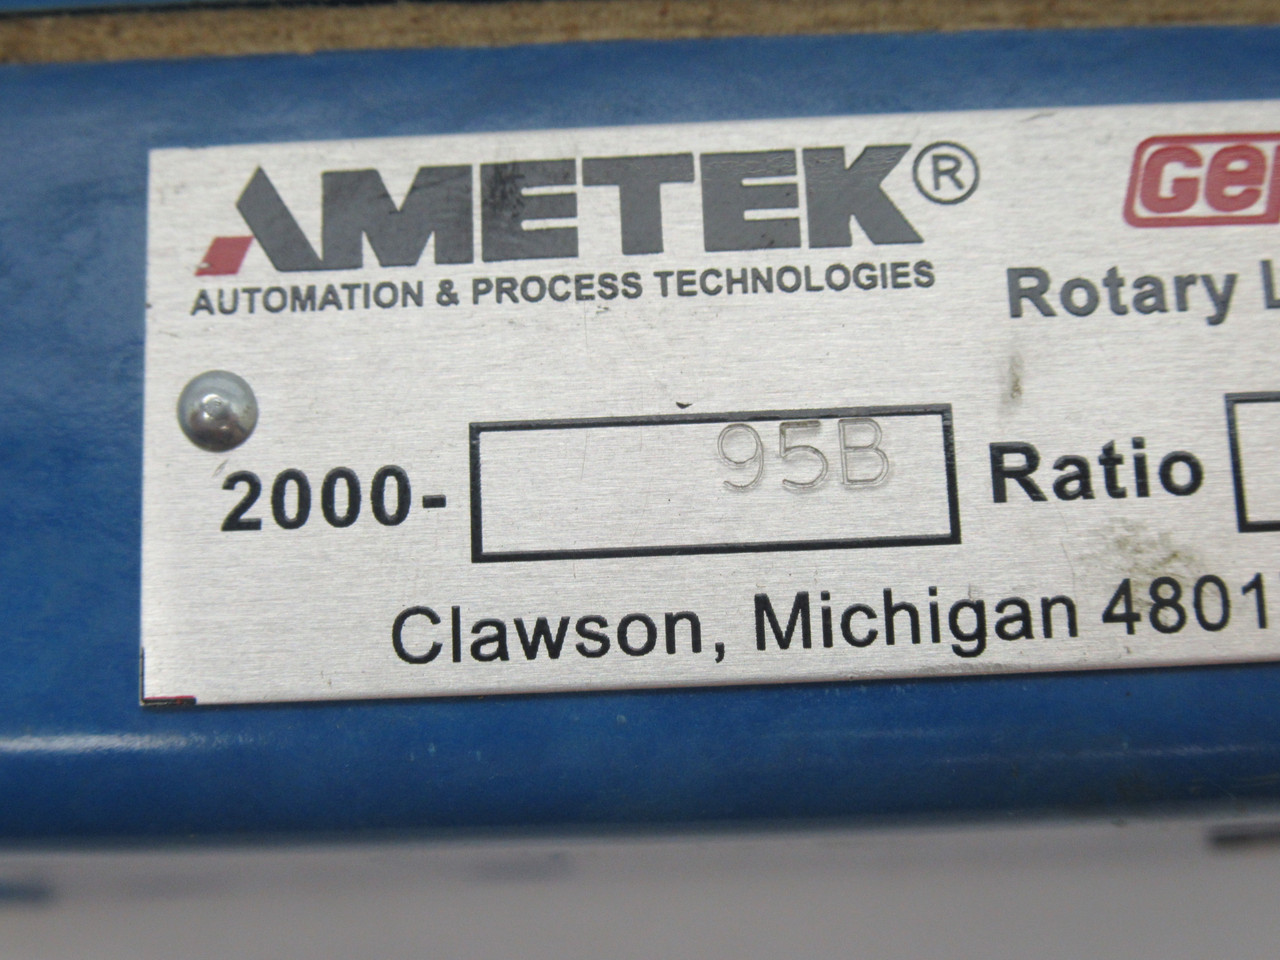 AMETEK®
AUTOMATION & PROCESS TECHNOLOGIES
Rotary
2000- 95B Ratio
Clawson, Michigan 4801